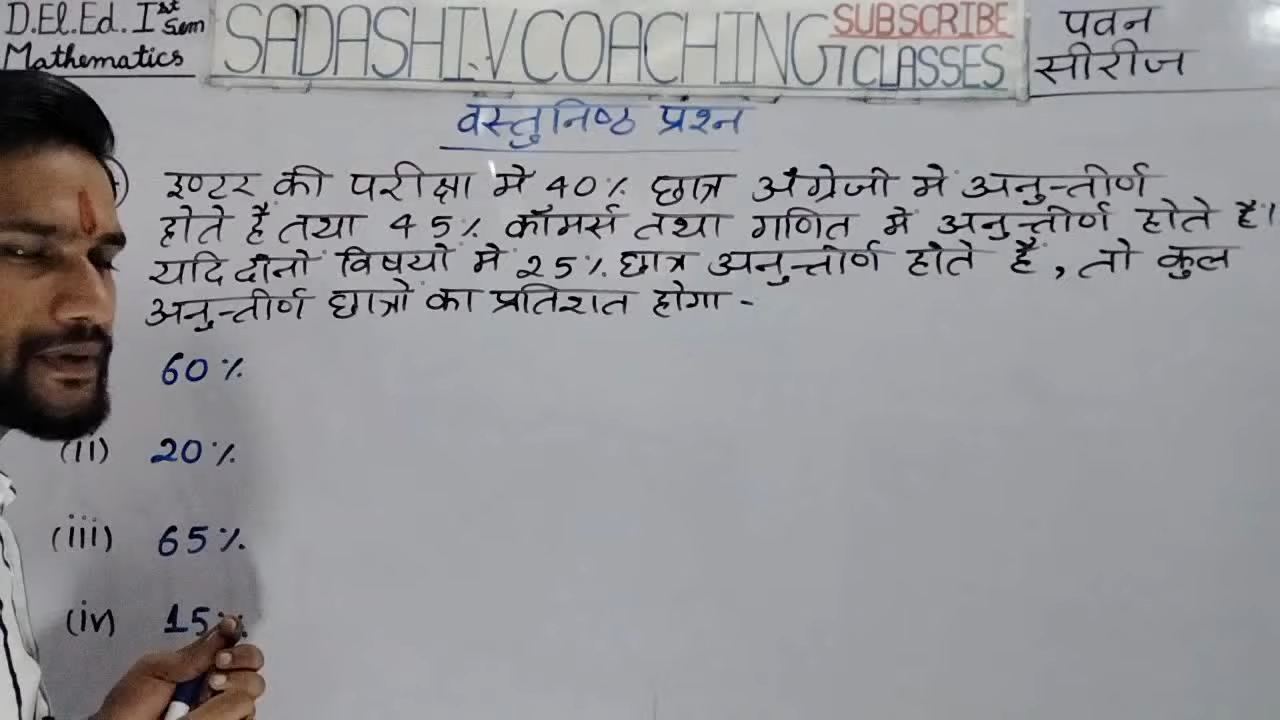 D.El.Ed. Ist Sem
Mathematics
SADASHIV COACHING
SUBSCRIBE
CLASSES
पवन
सीरीज
वस्तुनिष्ठ प्रश्न
इण्टर की परीक्षा में 40% छात्र अंग्रेजी में अनुत्तीर्ण
होते हैं तथा 45% कॉमर्स तथा गणित में अनुत्तीर्ण होते हैं।
यदि दोनों विषयों में 25% छात्र अनुत्तीर्ण होते हैं, तो कुल
अनुत्तीर्ण छात्रों का प्रतिशत होगा -
60%
(ii) 20%
(iii) 65%
(iv) 15%